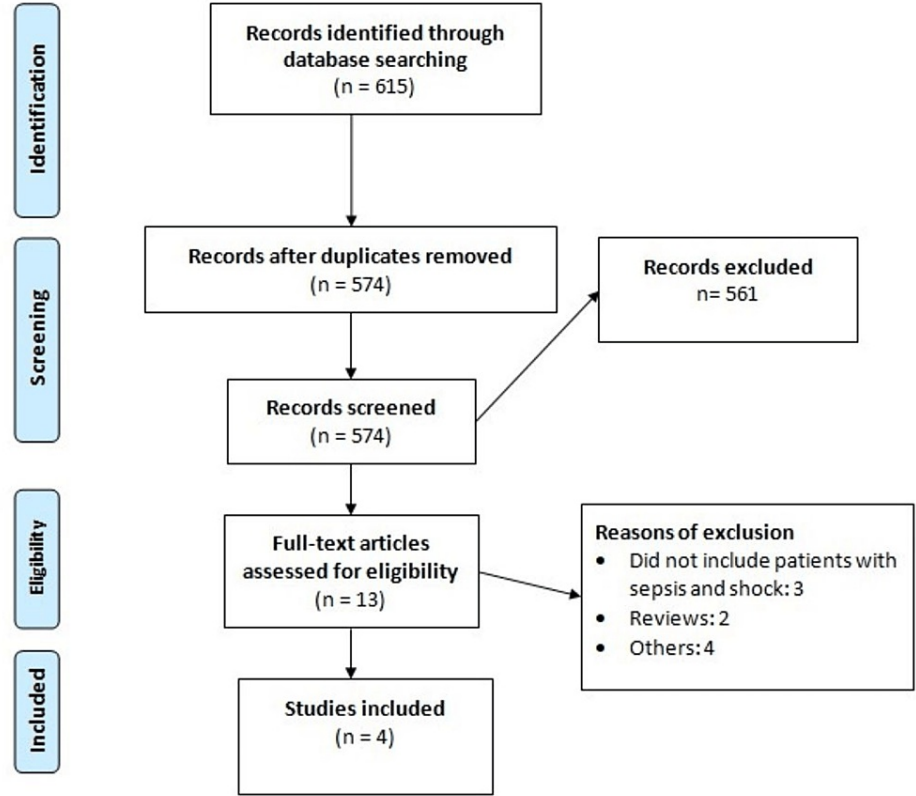 Identification
Records identified through
database searching
(n = 615)
Screening
Records after duplicates removed
(n = 574)
Records excluded
n= 561
Records screened
(n = 574)
Eligibility
Full-text articles
assessed for eligibility
(n = 13)
Reasons of exclusion
• Did not include patients with
sepsis and shock: 3
• Reviews: 2
• Others: 4
Included
Studies included
(n = 4)